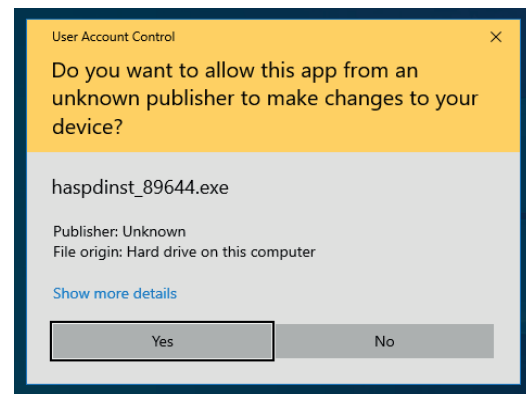 User Account Control
Do you want to allow this app from an
unknown publisher to make changes to your
device?
haspdinst_89644.exe
Publisher: Unknown
File origin: Hard drive on this computer
Show more details
Yes
No